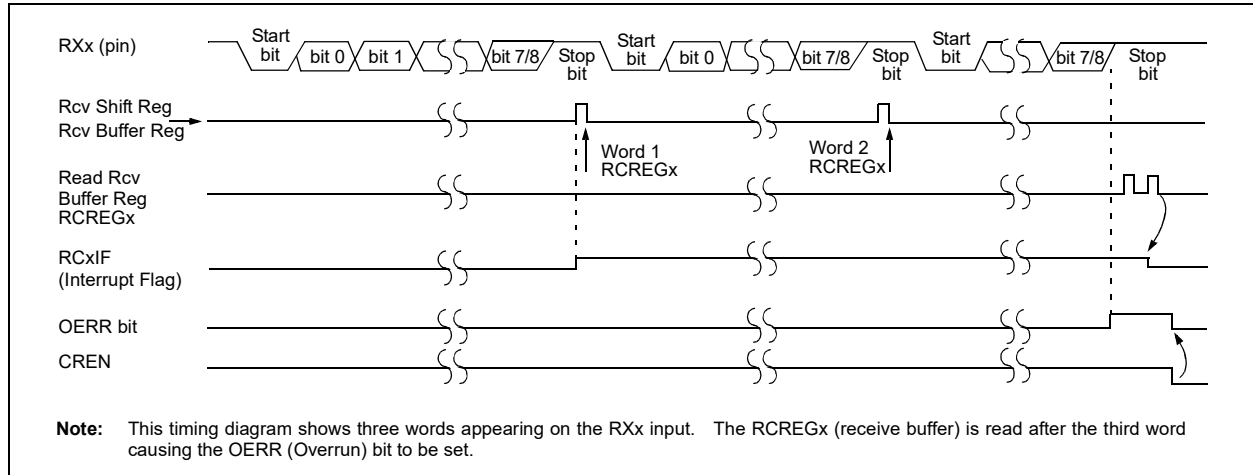 RXx (pin)
Start bit
bit 0
bit 1
bit 7/8
Stop bit
Start bit
bit 0
bit 7/8
Stop bit
Start bit
bit 7/8
Stop bit
Rcv Shift Reg
Rcv Buffer Reg
Word 1
RCREGx
Word 2
RCREGx
Read Rcv
Buffer Reg
RCREGx
RCxIF
(Interrupt Flag)
OERR bit
CREN
Note: This timing diagram shows three words appearing on the RXx input. The RCREGx (receive buffer) is read after the third word
causing the OERR (Overrun) bit to be set.